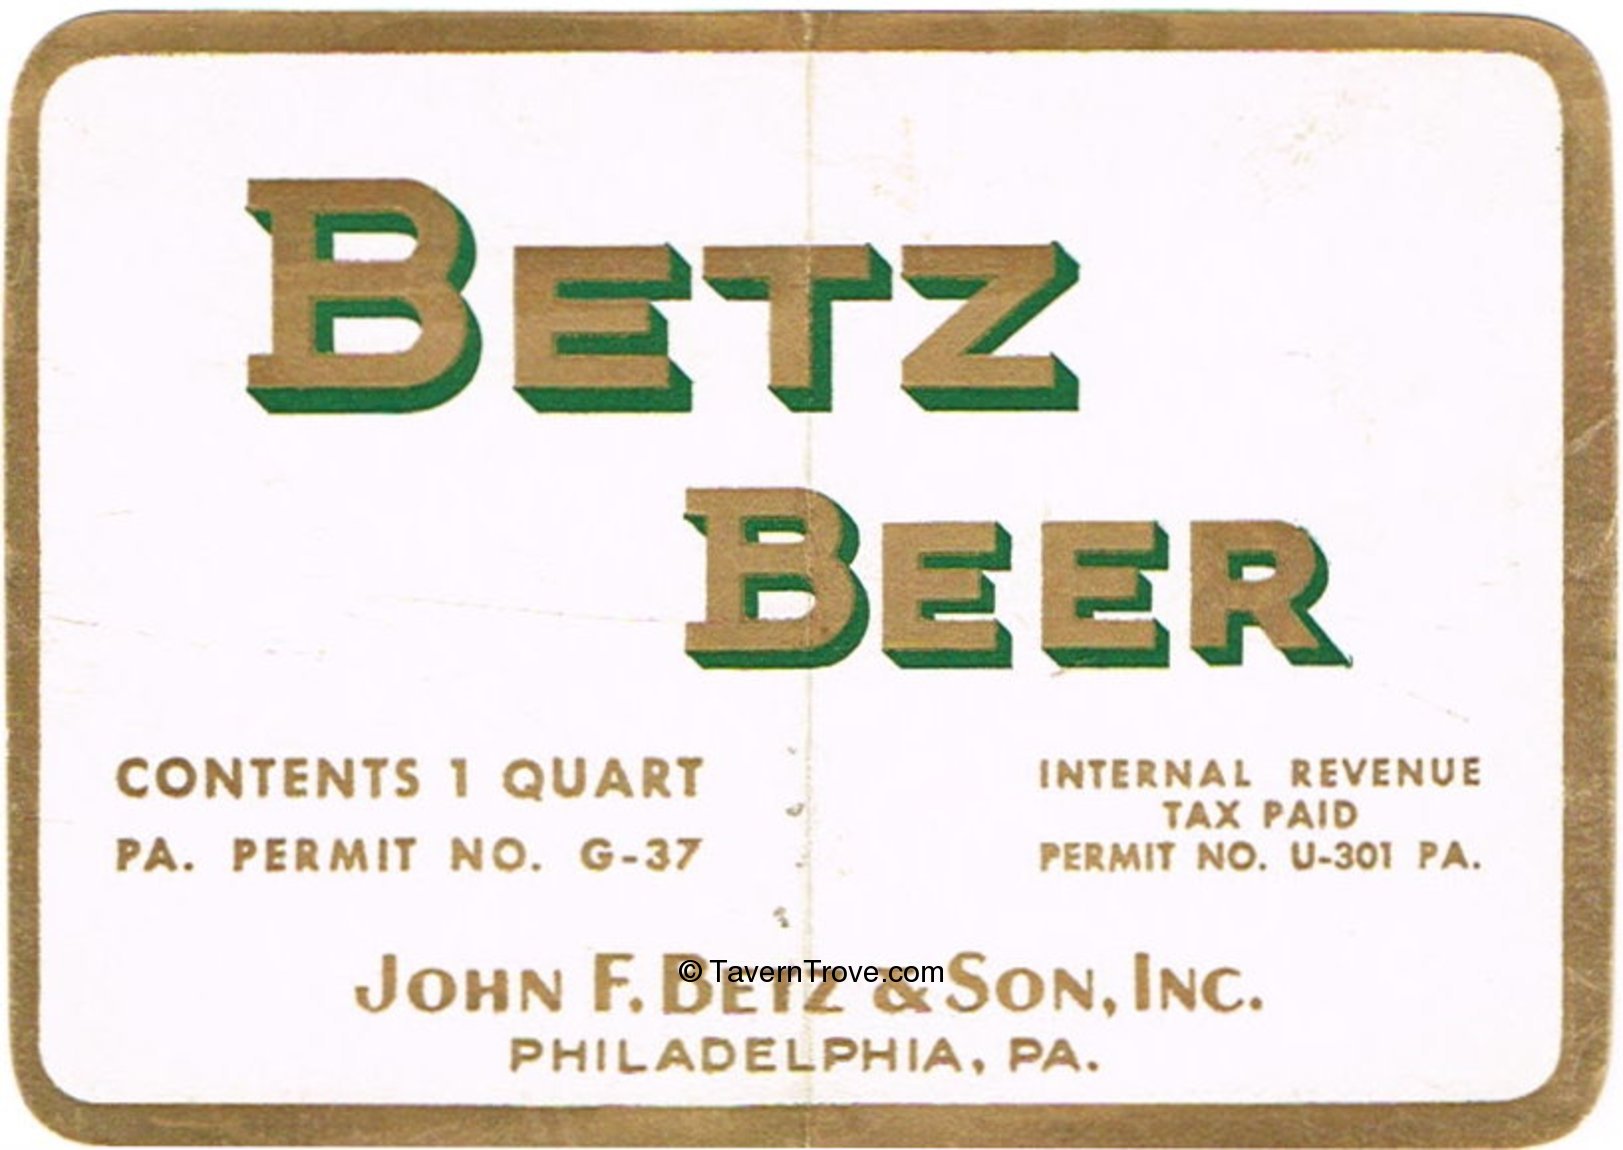 BETZ
BEER
CONTENTS 1 QUART
PA. PERMIT NO. G-37
INTERNAL REVENUE
TAX PAID
PERMIT NO. U-301 PA.
JOHN F. BETZ & SON, INC.
© TavernTrove.com
PHILADELPHIA, PA.